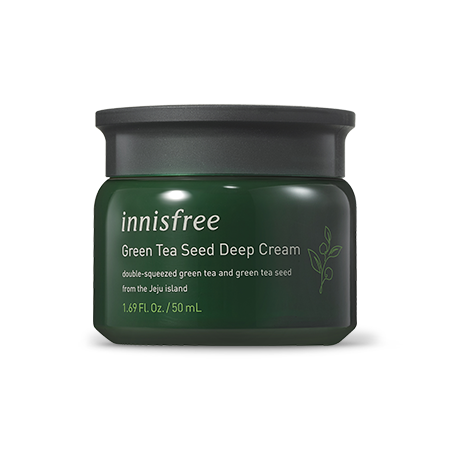 innisfree
Green Tea Seed Deep Cream
double-squeezed green tea and green tea seed
from the Jeju island
1.69 Fl. Oz. / 50 mL